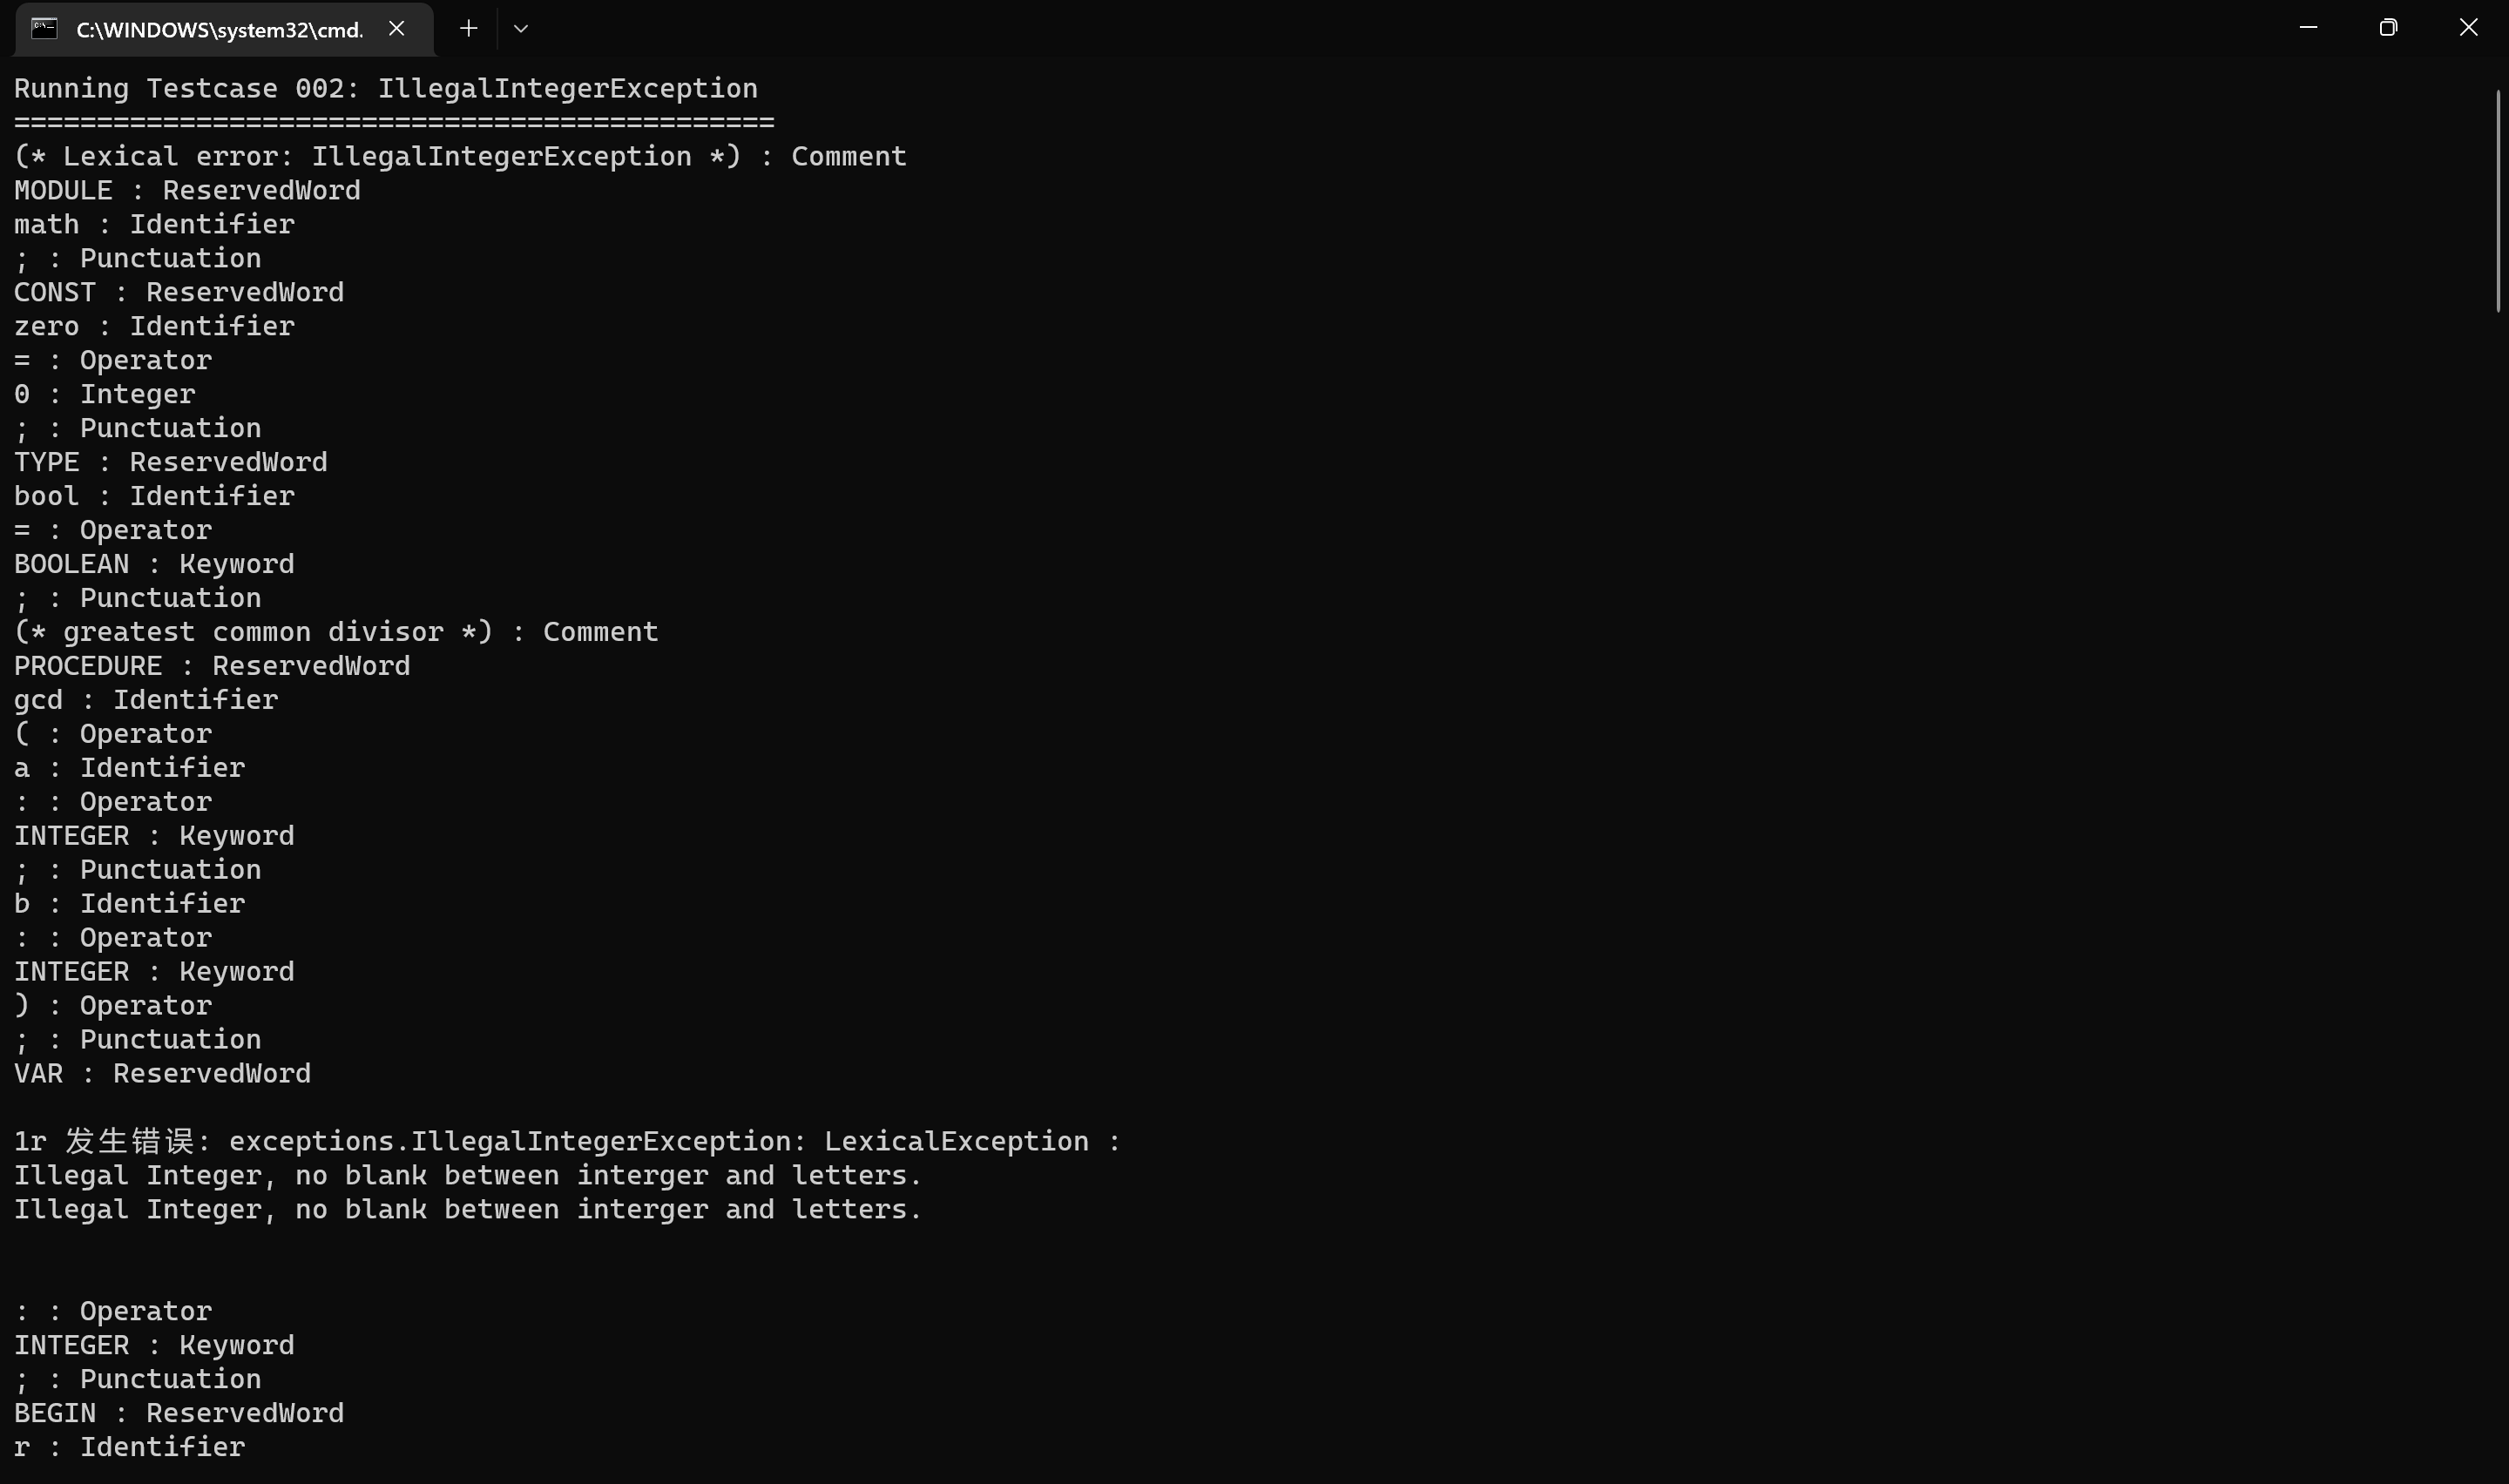 C:\WINDOWS\system32\cmd.
Running Testcase 002: IllegalIntegerException
==============================================
(* Lexical error: IllegalIntegerException *) : Comment
MODULE : ReservedWord
math : Identifier
; : Punctuation
CONST : ReservedWord
zero : Identifier
= : Operator
0 : Integer
; : Punctuation
TYPE : ReservedWord
bool : Identifier
= : Operator
BOOLEAN : Keyword
; : Punctuation
(* greatest common divisor *) : Comment
PROCEDURE : ReservedWord
gcd : Identifier
( : Operator
a : Identifier
: : Operator
INTEGER : Keyword
; : Punctuation
b : Identifier
: : Operator
INTEGER : Keyword
) : Operator
; : Punctuation
VAR : ReservedWord
1r 发生错误: exceptions.IllegalIntegerException: LexicalException :
Illegal Integer, no blank between interger and letters.
Illegal Integer, no blank between interger and letters.
: : Operator
INTEGER : Keyword
; : Punctuation
BEGIN : ReservedWord
r : Identifier